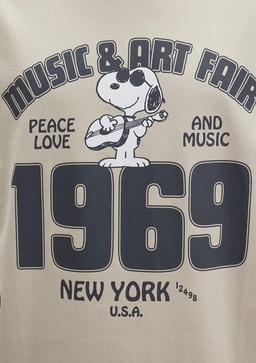 MUSIC & ART FAIR
PEACE LOVE
AND MUSIC
1969
NEW YORK 12498
U.S.A.